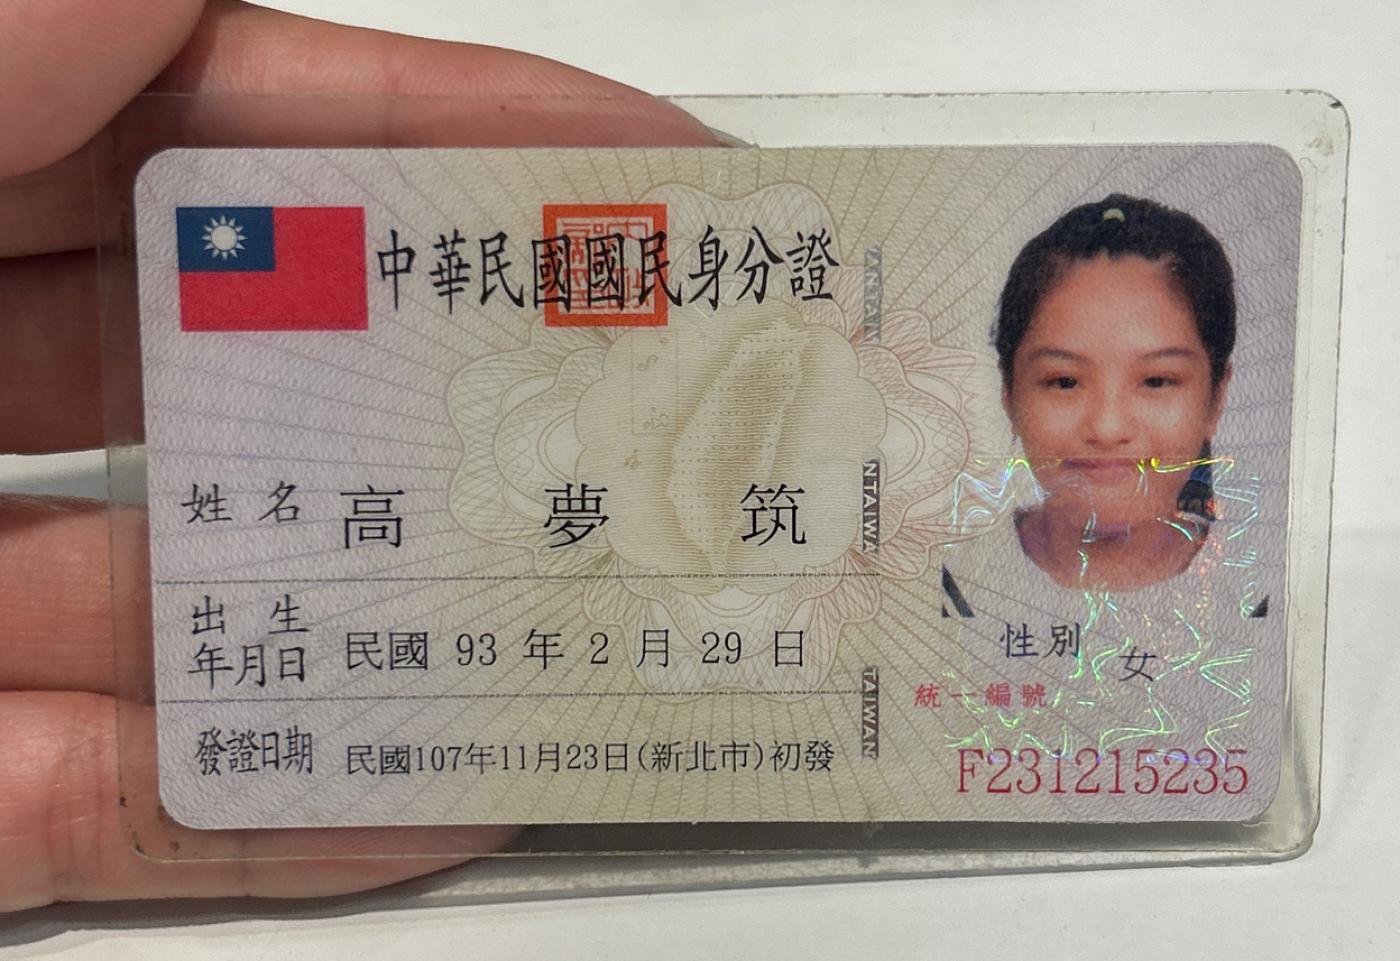 中華民國國民身分證
姓名 高夢筑
出生年月日 民國 93 年 2 月 29 日
發證日期 民國107年11月23日(新北市)初發
性別 女
統一編號
F231215235
TAIWAN